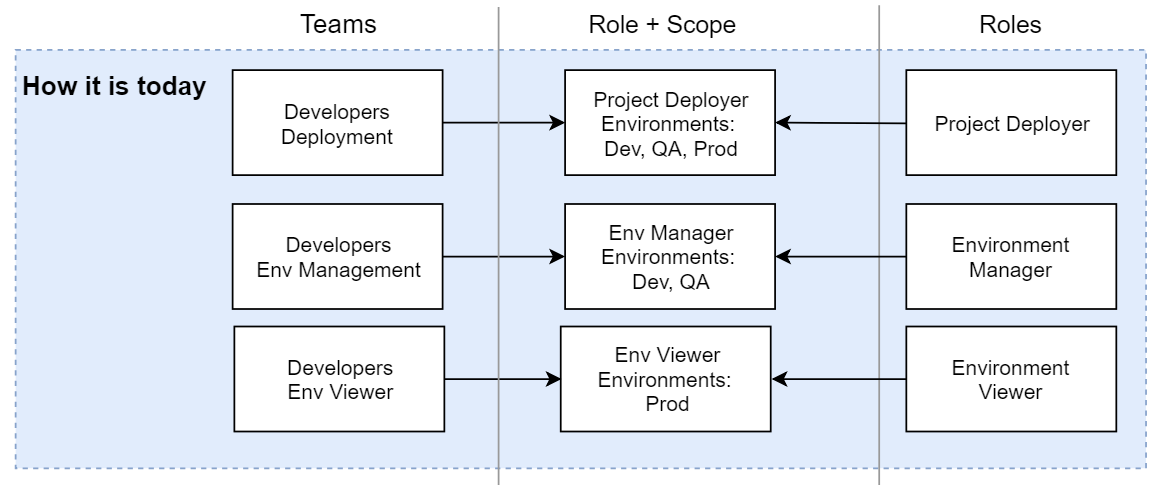 Teams
Role + Scope
Roles
How it is today
Developers
Deployment
Project Deployer
Environments:
Dev, QA, Prod
Project Deployer
Developers
Env Management
Env Manager
Environments:
Dev, QA
Environment
Manager
Developers
Env Viewer
Env Viewer
Environments:
Prod
Environment
Viewer